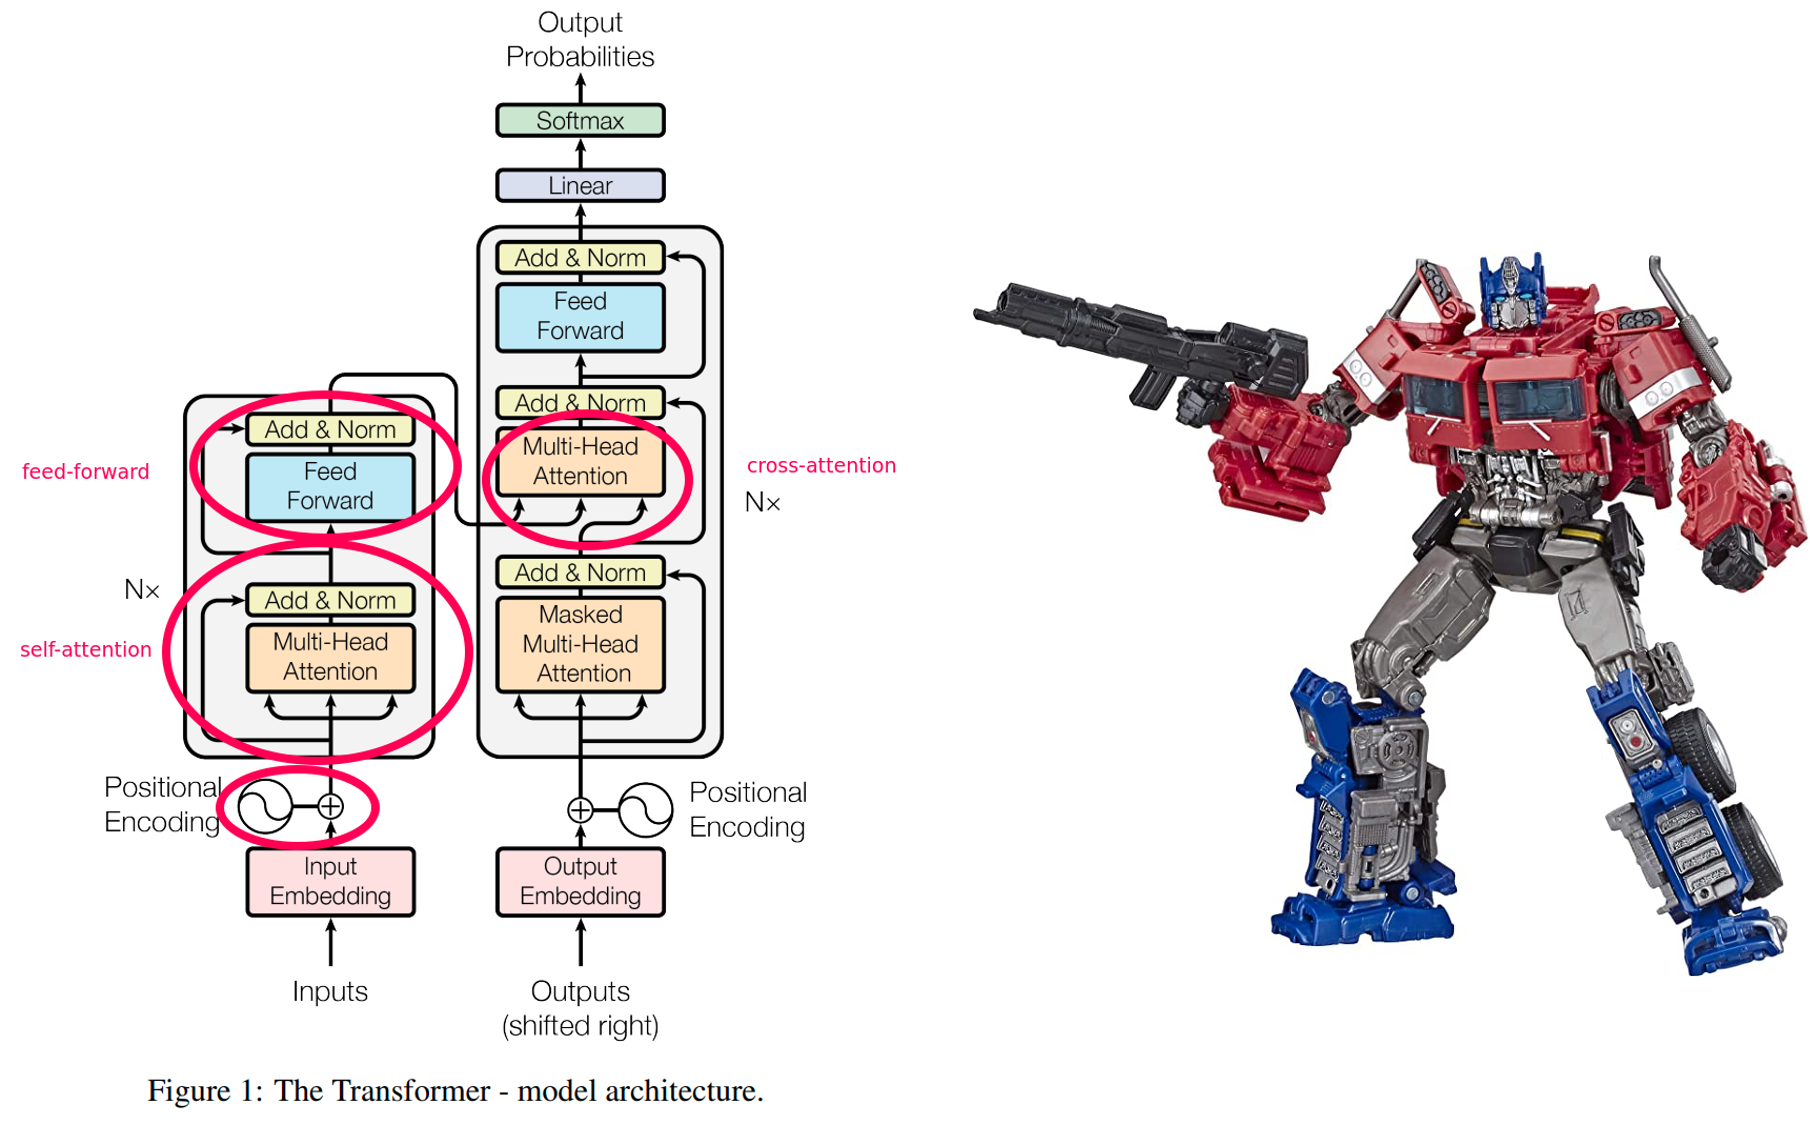 Output
Probabilities
Softmax
Linear
Add & Norm
Feed
Forward
Add & Norm
Multi-Head
Attention
cross-attention
N×
Add & Norm
Masked
Multi-Head
Attention
Positional
Encoding
Output
Embedding
Outputs
(shifted right)
Add & Norm
Feed
Forward
feed-forward
N×
Add & Norm
Multi-Head
Attention
self-attention
Positional
Encoding
Input
Embedding
Inputs
Figure 1: The Transformer - model architecture.